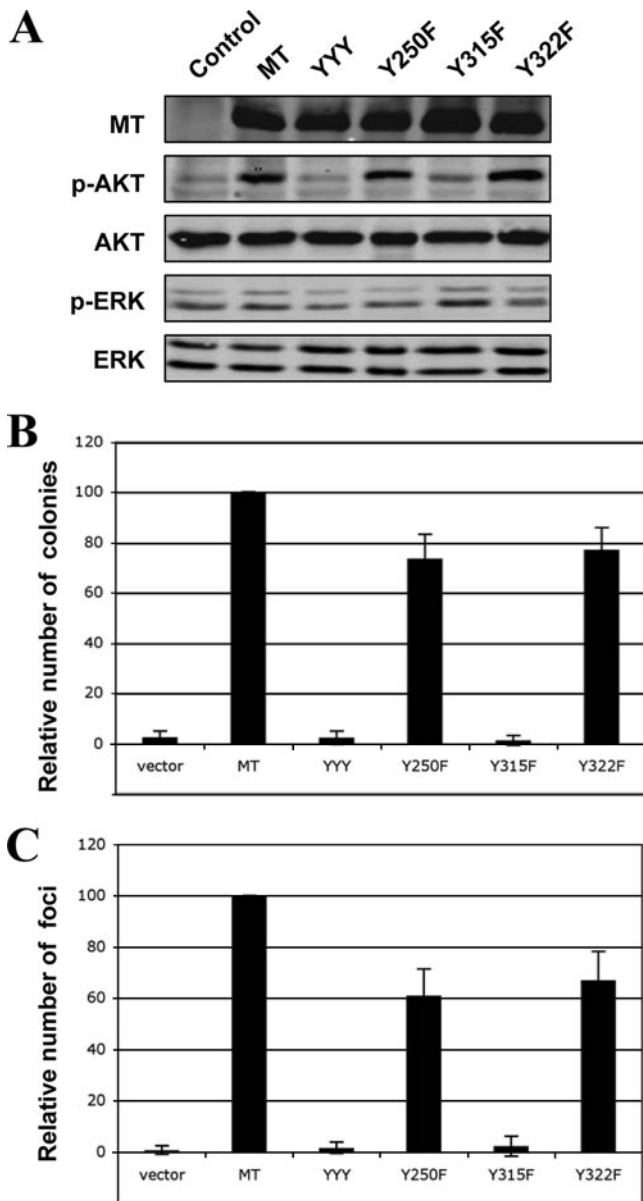 A
Control MT YYY Y250F Y315F Y322F
MT
p-AKT
AKT
p-ERK
ERK
B
Relative number of colonies
120
100
80
60
40
20
0
vector MT YYY Y250F Y315F Y322F
C
Relative number of foci
120
100
80
60
40
20
0
vector MT YYY Y250F Y315F Y322F